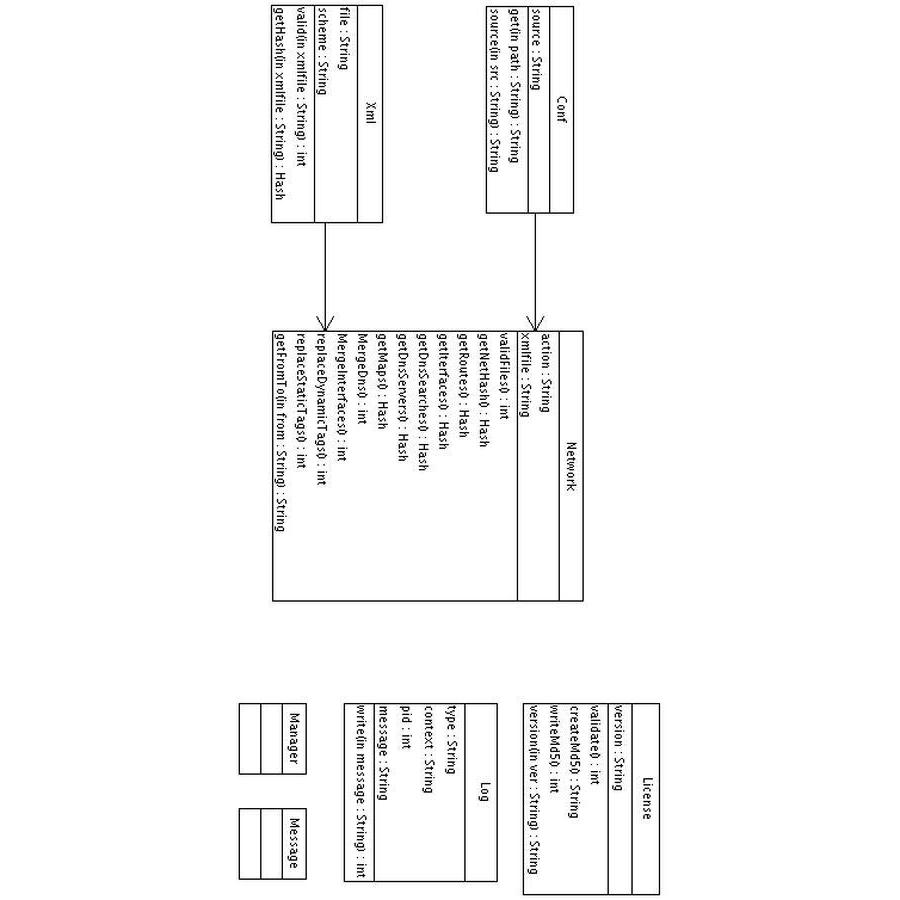 Conf
source : String
get(in path : String) : String
source(in src : String) : String
Xml
file : String
scheme : String
valid(in xmlfile : String) : int
getHash(in xmlfile : String) : Hash
Network
action : String
xmlfile : String
validFiles() : int
getNetHash() : Hash
getRoutes() : Hash
getIterfaces() : Hash
getDnsSearches() : Hash
getDnsServers() : Hash
getMaps() : Hash
MergeDns() : int
MergeInterfaces() : int
replaceDynamicTags() : int
replaceStaticTags() : int
getFromTo(in from : String) : String
License
version : String
validate() : int
createMd5() : String
writeMd5() : int
version(in ver : String) : String
Log
type : String
context : String
pid : int
message : String
write(in message : String) : int
Manager
Message